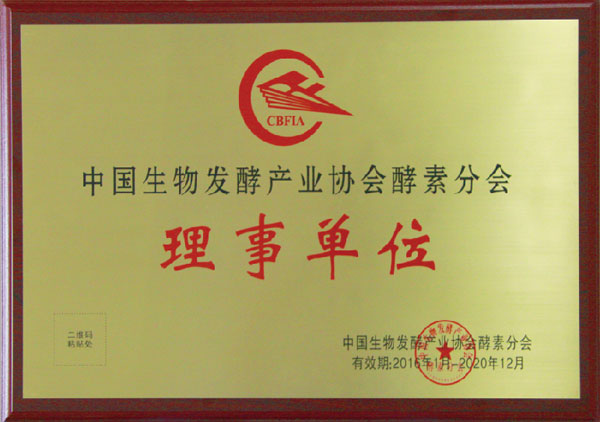 CBFIA
中国生物发酵产业协会酵素分会
理事单位
二维码
粘贴处
中国生物发酵产业协会酵素分会
有效期:2016年1月-2020年12月